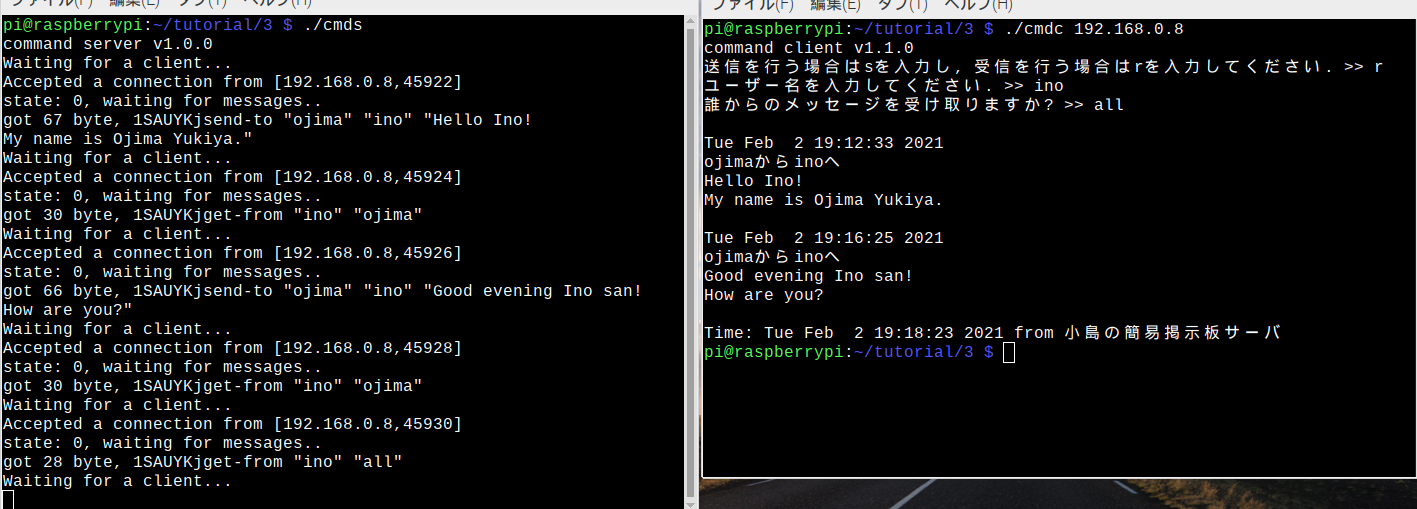 ファイル(F) 編集(E) タブ(T) ヘルプ(H)
pi@raspberrypi:~/tutorial/3 $ ./cmds
command server v1.0.0
Waiting for a client...
Accepted a connection from [192.168.0.8,45922]
state: 0, waiting for messages..
got 67 byte, 1SAUYKjsend-to "ojima" "ino" "Hello Ino!
My name is Ojima Yukiya."
Waiting for a client...
Accepted a connection from [192.168.0.8,45924]
state: 0, waiting for messages..
got 30 byte, 1SAUYKjget-from "ino" "ojima"
Waiting for a client...
Accepted a connection from [192.168.0.8,45926]
state: 0, waiting for messages..
got 66 byte, 1SAUYKjsend-to "ojima" "ino" "Good evening Ino san!
How are you?"
Waiting for a client...
Accepted a connection from [192.168.0.8,45928]
state: 0, waiting for messages..
got 30 byte, 1SAUYKjget-from "ino" "ojima"
Waiting for a client...
Accepted a connection from [192.168.0.8,45930]
state: 0, waiting for messages..
got 28 byte, 1SAUYKjget-from "ino" "all"
Waiting for a client...
ファイル(F) 編集(E) タブ(T) ヘルプ(H)
pi@raspberrypi:~/tutorial/3 $ ./cmdc 192.168.0.8
command client v1.1.0
送信を行う場合はsを入力し, 受信を行う場合はrを入力してください. >> r
ユーザー名を入力してください. >> ino
誰からのメッセージを受け取りますか? >> all
Tue Feb  2 19:12:33 2021
ojimaからinoへ
Hello Ino!
My name is Ojima Yukiya.
Tue Feb  2 19:16:25 2021
ojimaからinoへ
Good evening Ino san!
How are you?
Time: Tue Feb  2 19:18:23 2021 from 小島の簡易掲示板サーバ
pi@raspberrypi:~/tutorial/3 $